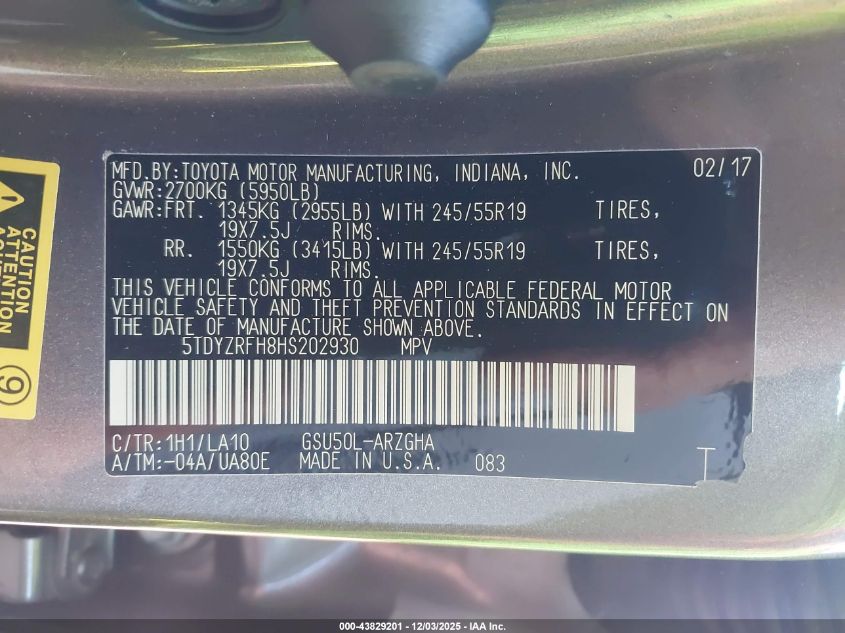 MFD.BY:TOYOTA MOTOR MANUFACTURING, INDIANA, INC. 02/17
GVWR:2700KG (5950LB)
GAWR:FRT. 1345KG (2955LB) WITH 245/55R19 TIRES,
19X7.5J RIMS.
RR. 1550KG (3415LB) WITH 245/55R19 TIRES,
19X7.5J RIMS.
THIS VEHICLE CONFORMS TO ALL APPLICABLE FEDERAL MOTOR
VEHICLE SAFETY AND THEFT PREVENTION STANDARDS IN EFFECT ON
THE DATE OF MANUFACTURE SHOWN ABOVE.
5TDYZRFH8HS202930 MPV
C/TR:1H1/LA10 GSU50L-ARZGHA
A/TM:-04A/UA80E MADE IN U.S.A. 083 T
CAUTION
ATTENTION
9
000-43829201 - 12/03/2025 - IAA Inc.